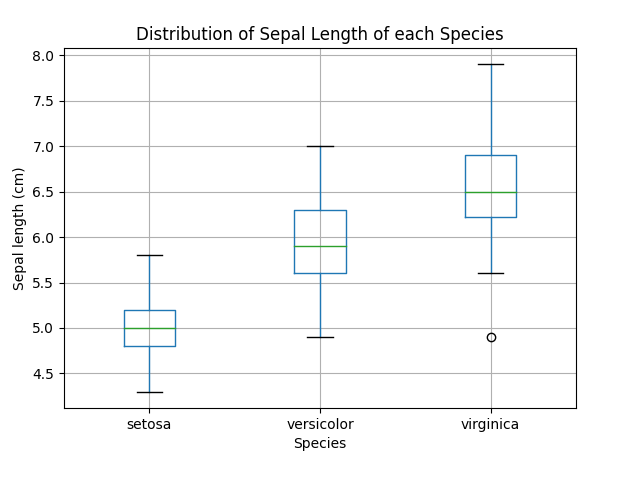 Distribution of Sepal Length of each Species
8.0
7.5
7.0
6.5
6.0
5.5
5.0
4.5
Sepal length (cm)
setosa versicolor virginica
Species